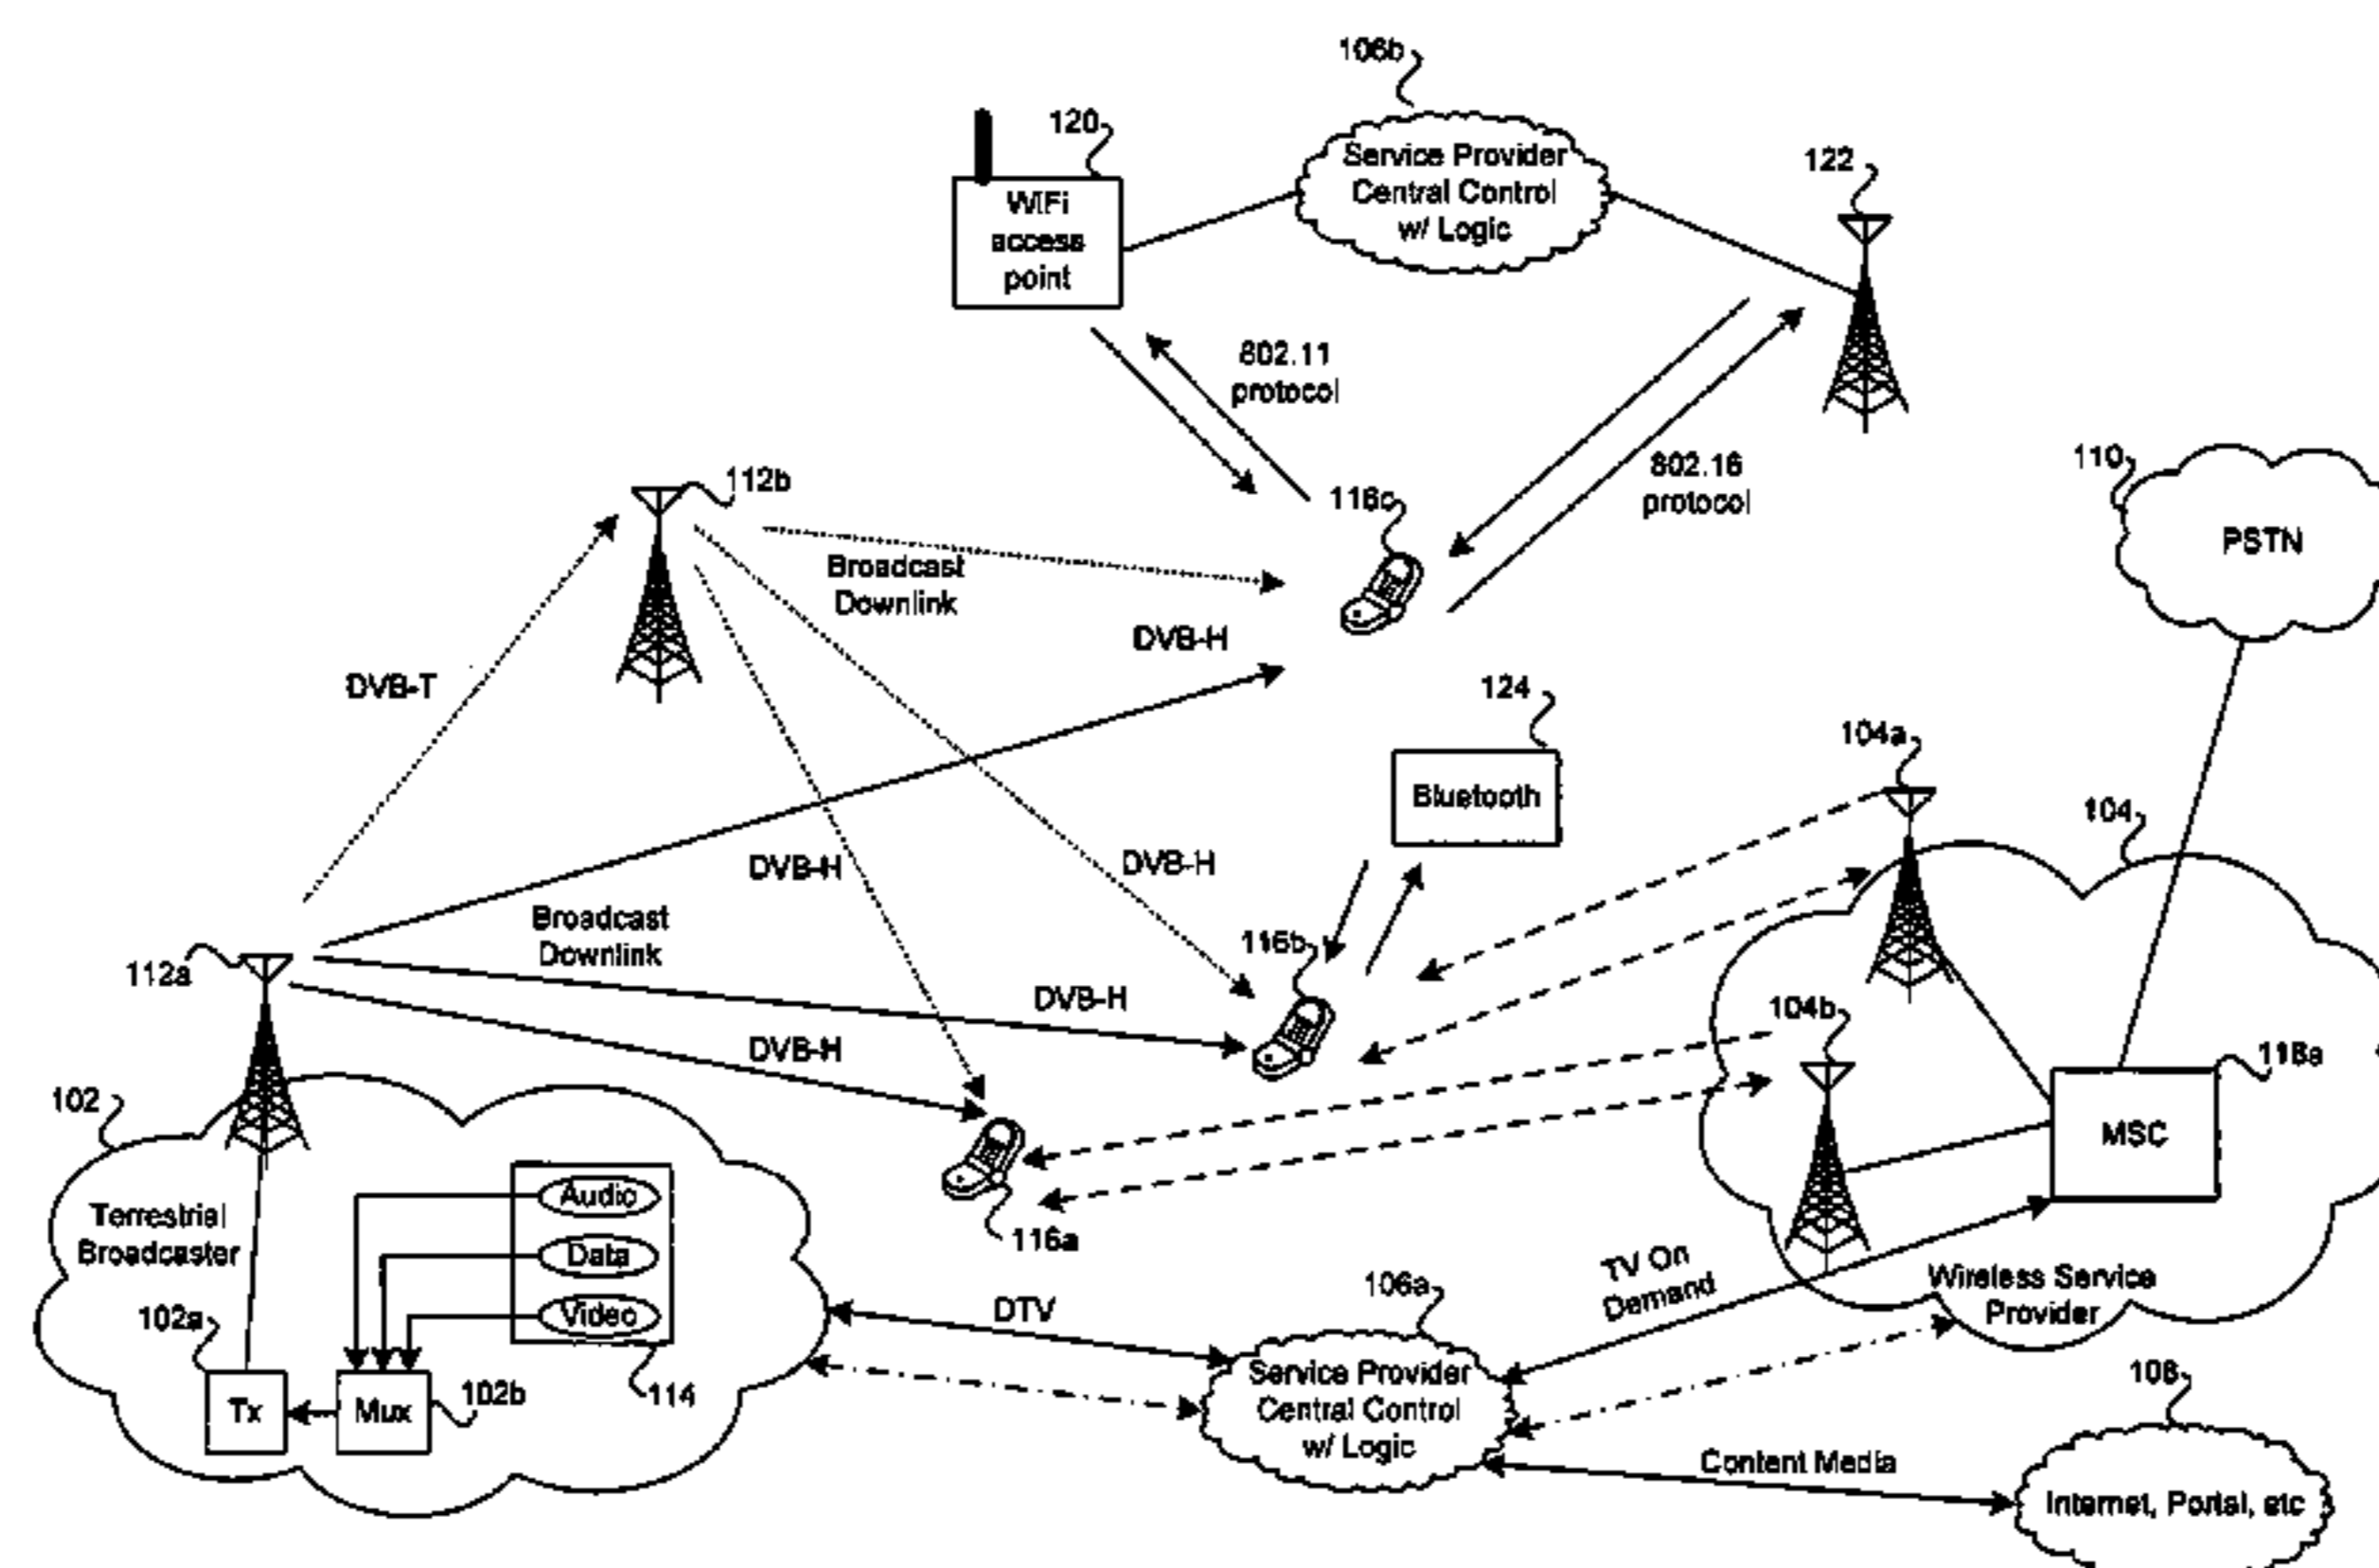 106b
120
Service Provider
Central Control
w/ Logic
122
WiFi
access
point
802.11
protocol
802.16
protocol
110
PSTN
112b
116c
Broadcast
Downlink
DVB-H
DVB-T
124
Bluetooth
104a
104
DVB-H
DVB-H
Broadcast
Downlink
112a
116b
DVB-H
104b
DVB-H
118a
MSC
102
Terrestrial
Broadcaster
Audio
Data
Video
116a
102a
Tx
Mux
102b
114
DTV
106a
TV On
Demand
Wireless Service
Provider
Service Provider
Central Control
w/ Logic
108
Content Media
Internet, Portal, etc